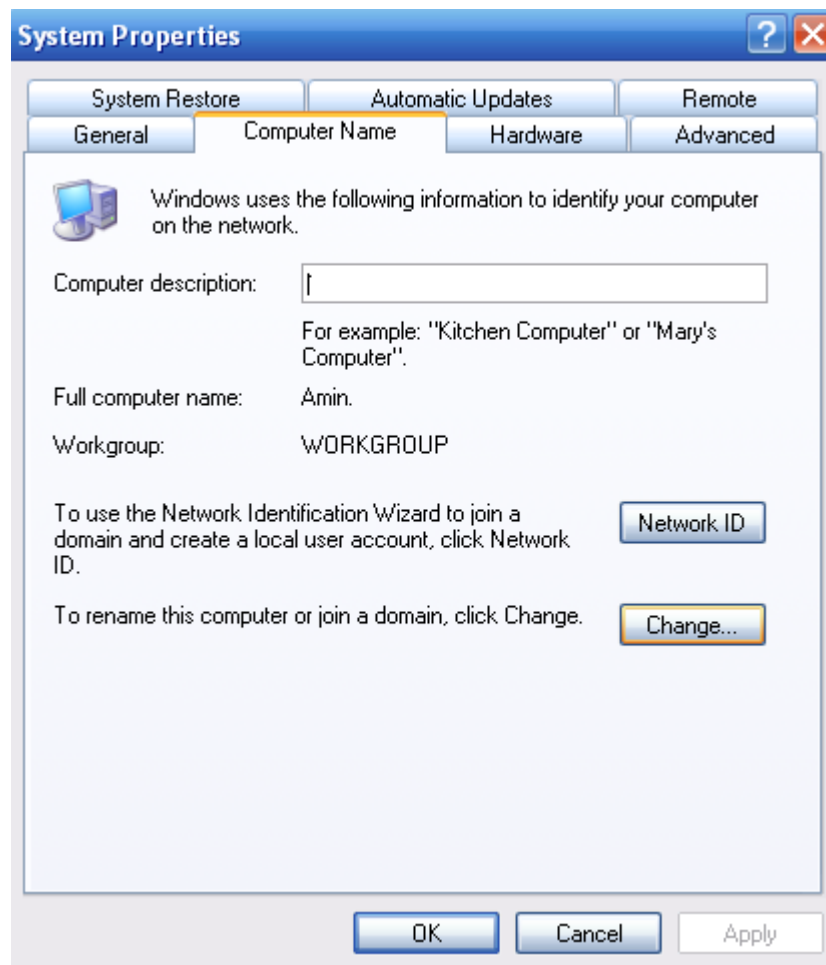 System Properties
System Restore Automatic Updates Remote
General Computer Name Hardware Advanced
Windows uses the following information to identify your computer
on the network.
Computer description:
For example: "Kitchen Computer" or "Mary's
Computer".
Full computer name: Amin.
Workgroup: WORKGROUP
To use the Network Identification Wizard to join a
domain and create a local user account, click Network
ID.
Network ID
To rename this computer or join a domain, click Change.
Change...
OK Cancel Apply